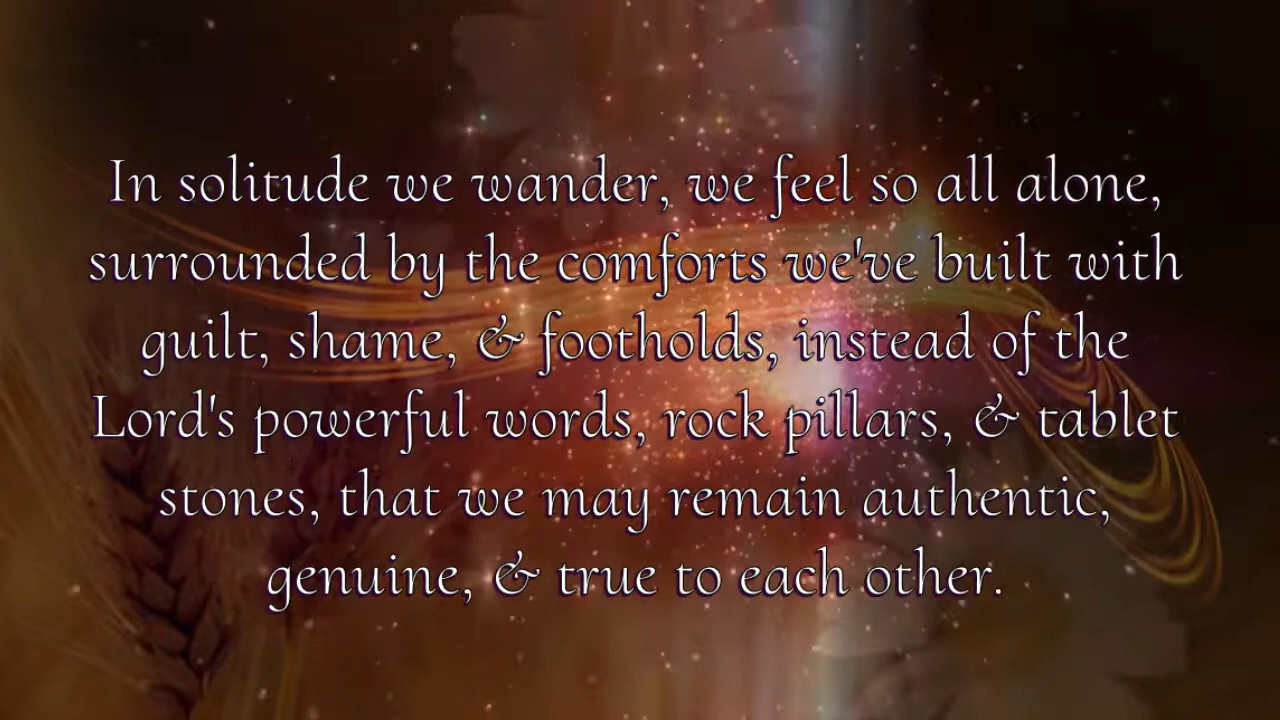 In solitude we wander, we feel so all alone,
surrounded by the comforts we've built with
guilt, shame, & footholds, instead of the
Lord's powerful words, rock pillars, & tablet
stones, that we may remain authentic,
genuine, & true to each other.